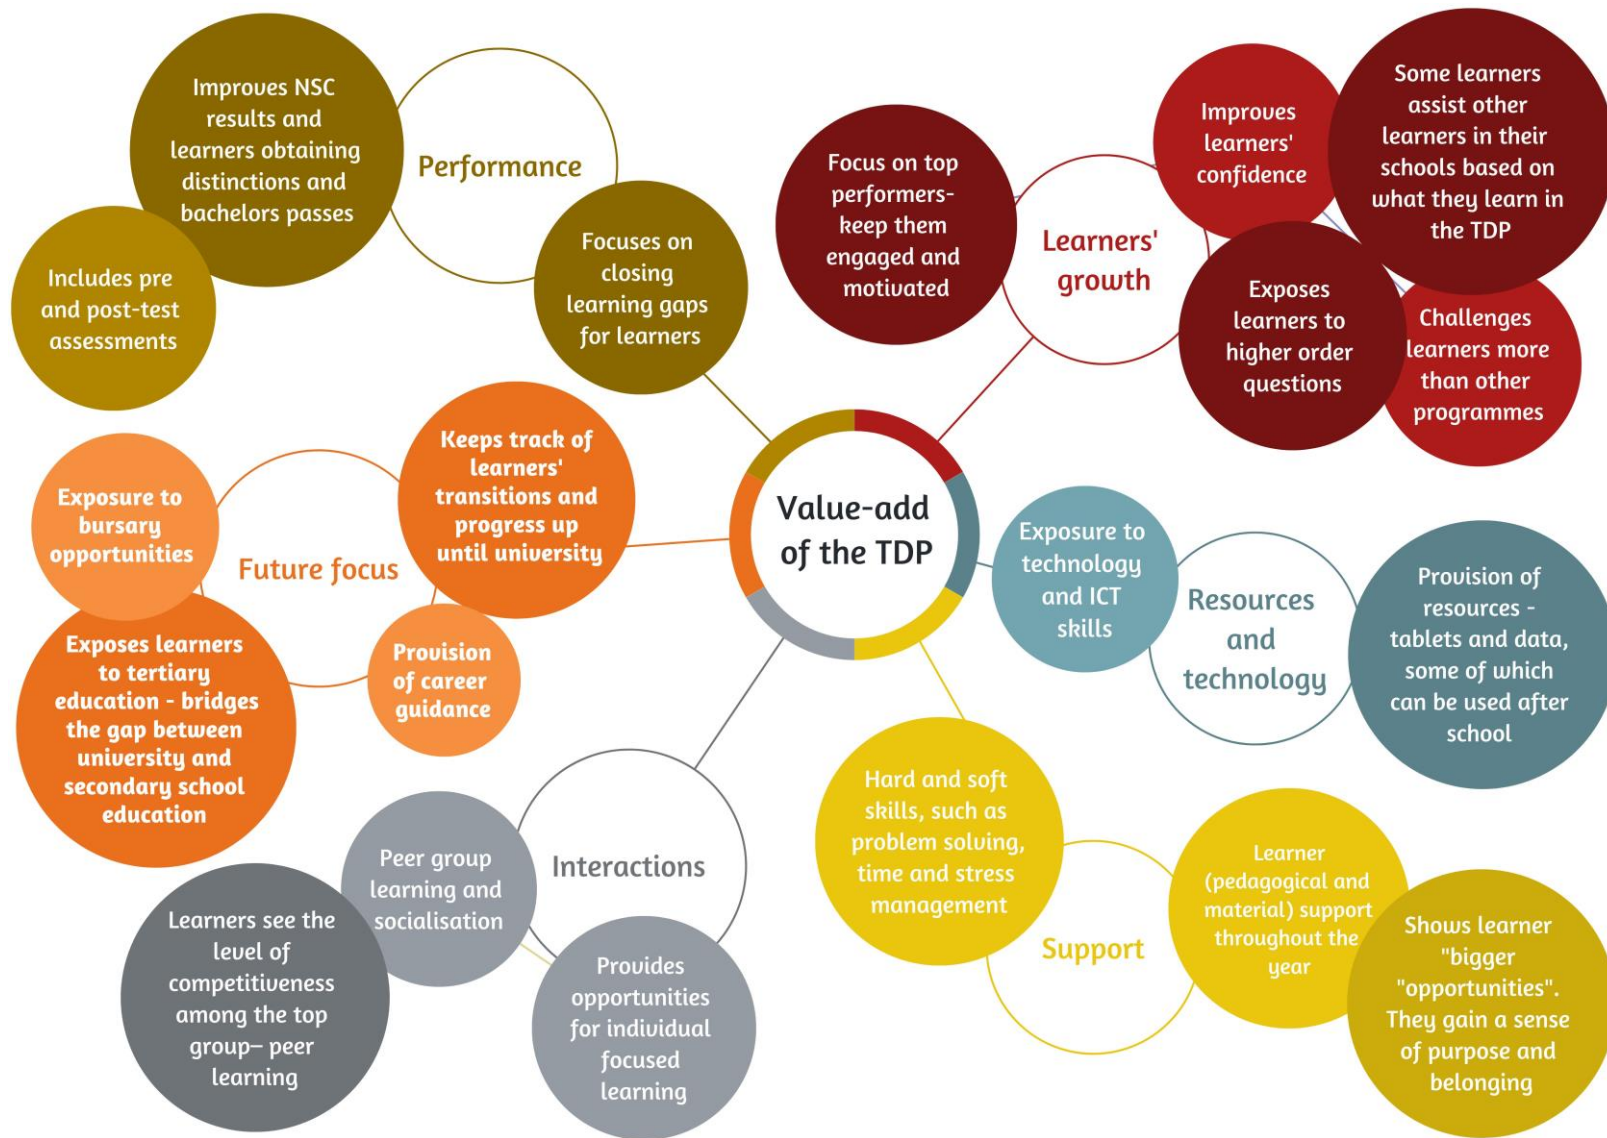 Improves NSC
results and
learners obtaining
distinctions and
bachelors passes
Performance
Includes pre
and post-test
assessments
Focuses on
closing
learning gaps
for learners
Focus on top
performers-
keep them
engaged and
motivated
Learners'
growth
Improves
learners'
confidence
Some learners
assist other
learners in their
schools based on
what they learn in
the TDP
Exposes
learners to
higher order
questions
Challenges
learners more
than other
programmes
Exposure to
bursary
opportunities
Future focus
Keeps track of
learners'
transitions and
progress up
until university
Exposes learners
to tertiary
education - bridges
the gap between
university and
secondary school
education
Provision
of career
guidance
Value-add
of the TDP
Exposure to
technology
and ICT
skills
Resources
and
technology
Provision of
resources -
tablets and data,
some of which
can be used after
school
Peer group
learning and
socialisation
Interactions
Learners see the
level of
competitiveness
among the top
group– peer
learning
Provides
opportunities
for individual
focused
learning
Hard and soft
skills, such as
problem solving,
time and stress
management
Support
Learner
(pedagogical and
material) support
throughout the
year
Shows learner
"bigger
"opportunities".
They gain a sense
of purpose and
belonging